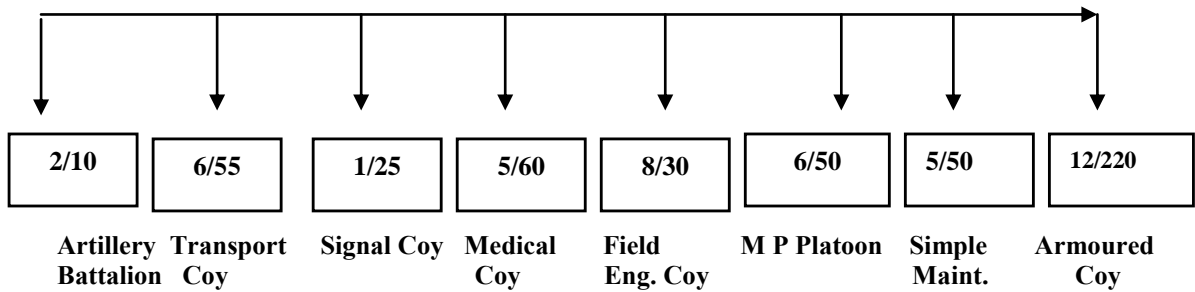 2/10 6/55 1/25 5/60 8/30 6/50 5/50 12/220
Artillery Transport Signal Coy Medical Field M P Platoon Simple Armoured
Battalion Coy Coy Eng. Coy Maint. Coy